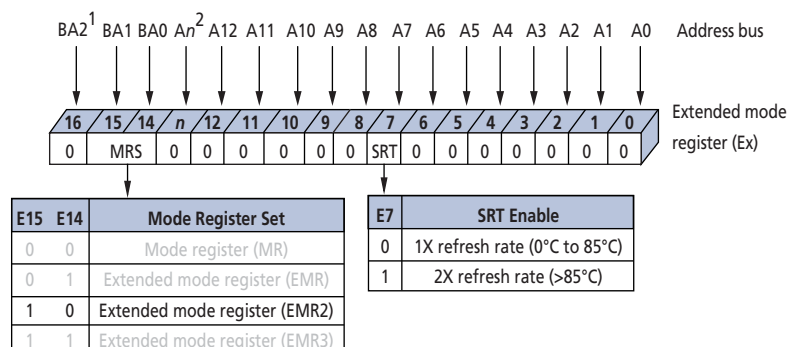 BA2¹ BA1 BA0 An² A12 A11 A10 A9 A8 A7 A6 A5 A4 A3 A2 A1 A0 Address bus
16 15 14 n 12 11 10 9 8 7 6 5 4 3 2 1 0 Extended mode
register (Ex)
0 MRS 0 0 0 0 0 0 SRT 0 0 0 0 0 0 0
E15 E14 Mode Register Set
0 0 Mode register (MR)
0 1 Extended mode register (EMR)
1 0 Extended mode register (EMR2)
1 1 Extended mode register (EMR3)
E7 SRT Enable
0 1X refresh rate (0°C to 85°C)
1 2X refresh rate (>85°C)